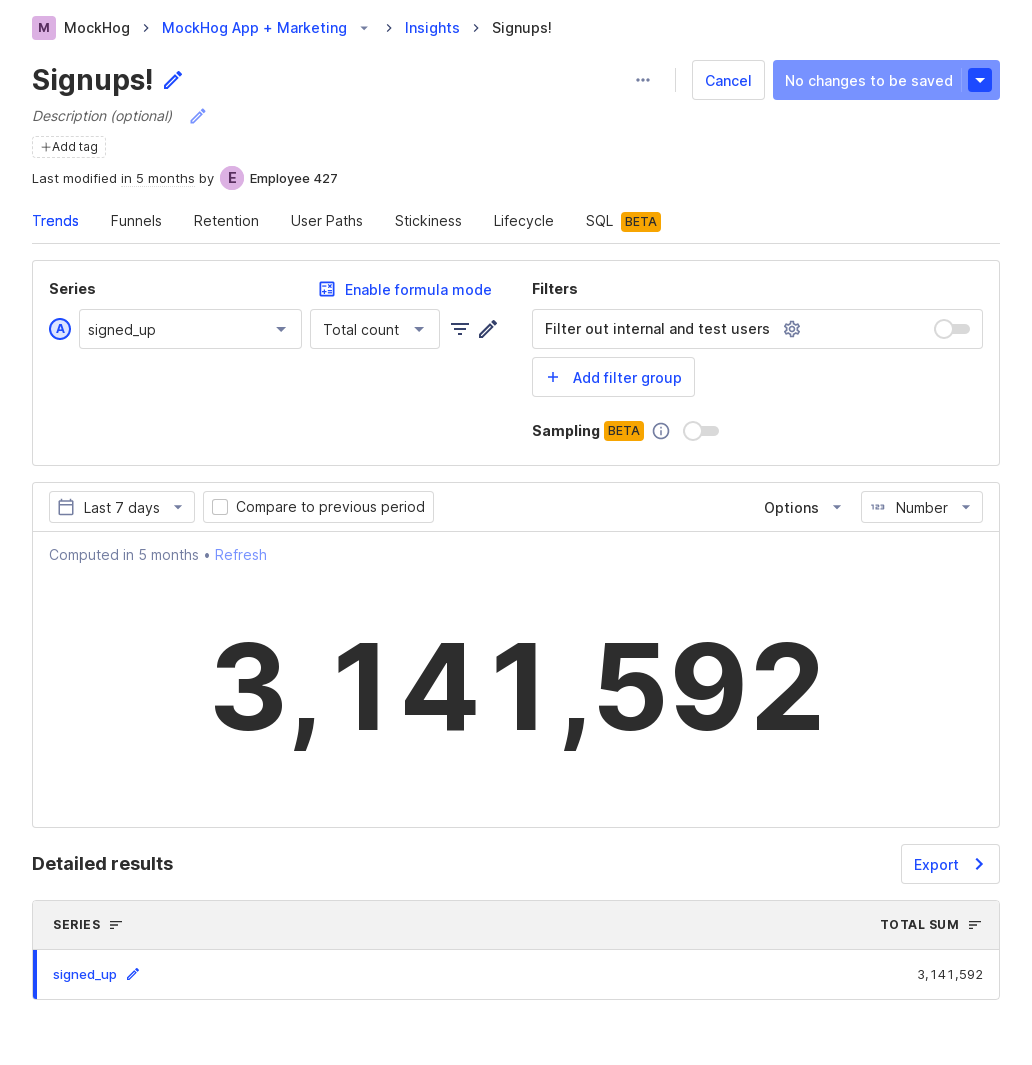 M MockHog > MockHog App + Marketing > Insights > Signups!
Signups!
Cancel
No changes to be saved
Description (optional)
+Add tag
Last modified in 5 months by E Employee 427
Trends Funnels Retention User Paths Stickiness Lifecycle SQL BETA
Series
Enable formula mode
A signed_up
Total count
Filters
Filter out internal and test users
+ Add filter group
Sampling BETA
Last 7 days
Compare to previous period
Options
123 Number
Computed in 5 months • Refresh
3,141,592
Detailed results
Export
SERIES TOTAL SUM
signed_up 3,141,592